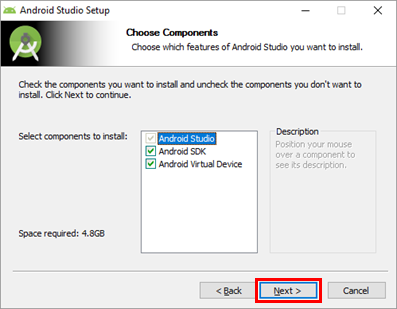 Android Studio Setup
Choose Components
Choose which features of Android Studio you want to install.
Check the components you want to install and uncheck the components you don't want to
install. Click Next to continue.
Select components to install:
Android Studio
Android SDK
Android Virtual Device
Description
Position your mouse
over a component to
see its description.
Space required: 4.8GB
< Back
Next >
Cancel